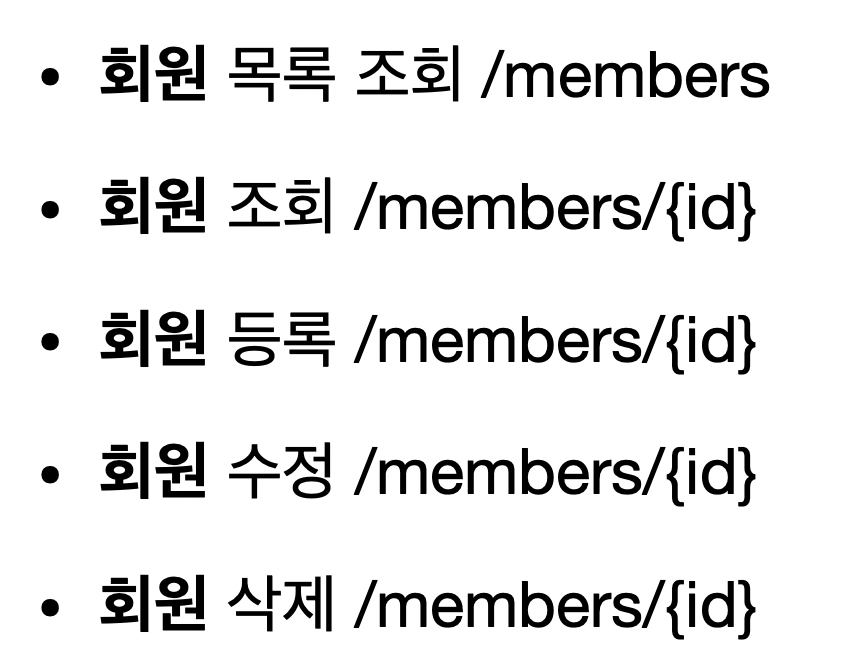 • 회원 목록 조회 /members
• 회원 조회 /members/{id}
• 회원 등록 /members/{id}
• 회원 수정 /members/{id}
• 회원 삭제 /members/{id}